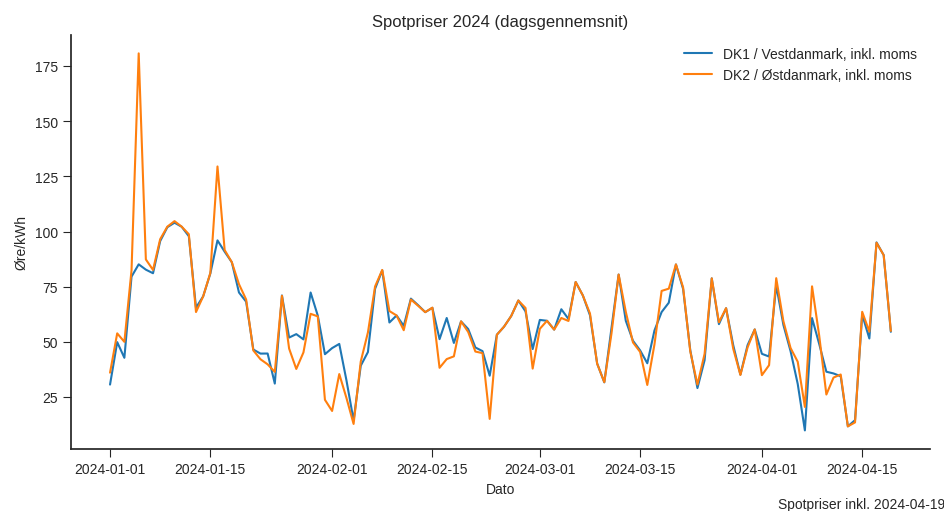 Spotpriser 2024 (dagsgennemsnit)
DK1 / Vestdanmark, inkl. moms
DK2 / Østdanmark, inkl. moms
Øre/kWh
175
150
125
100
75
50
25
2024-01-01 2024-01-15 2024-02-01 2024-02-15 2024-03-01 2024-03-15 2024-04-01 2024-04-15
Dato
Spotpriser inkl. 2024-04-19